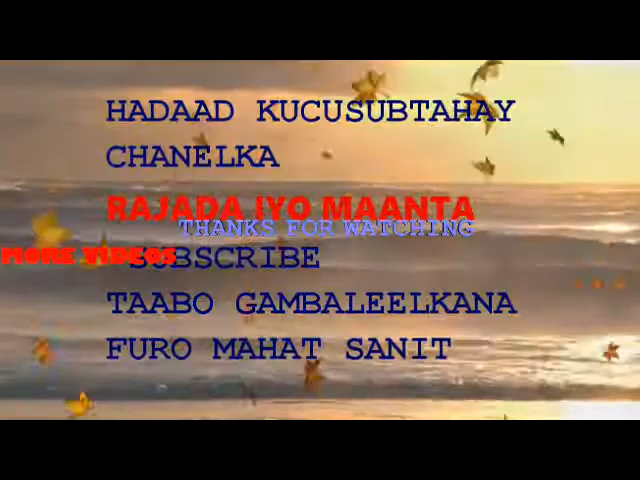 HADAAD KUCUSUBTAHAY
CHANELKA
RAJADA IYO MAANTA
THANKS FOR WATCHING
MORE VIDEOS
SUBSCRIBE
TAABO GAMBALEELKANA
FURO MAHAT SANIT